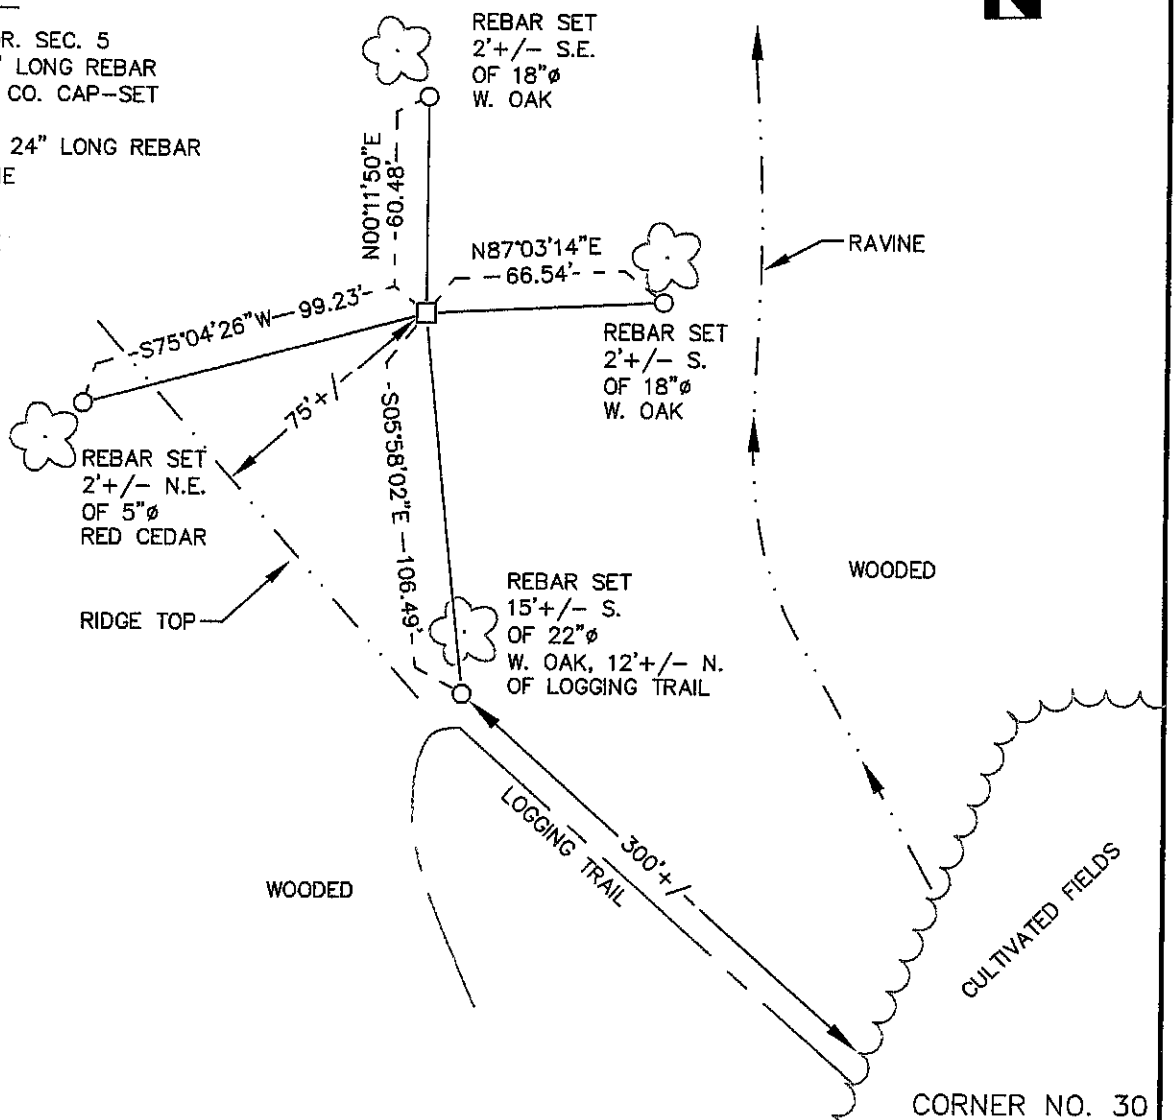 R. SEC. 5
LONG REBAR
CO. CAP-SET
24" LONG REBAR
REBAR SET
2'+/- S.E.
OF 18"ø
W. OAK
N00°11'50"E
60.48'
N87°03'14"E
66.54'
RAVINE
S75°04'26"W
99.23'
REBAR SET
2'+/- S.
OF 18"ø
W. OAK
75'+/-
S05°58'02"E
106.49'
REBAR SET
2'+/- N.E.
OF 5"ø
RED CEDAR
WOODED
REBAR SET
15'+/- S.
OF 22"ø
W. OAK, 12'+/- N.
OF LOGGING TRAIL
RIDGE TOP
LOGGING TRAIL
300'+/-
WOODED
CULTIVATED FIELDS
CORNER NO. 30